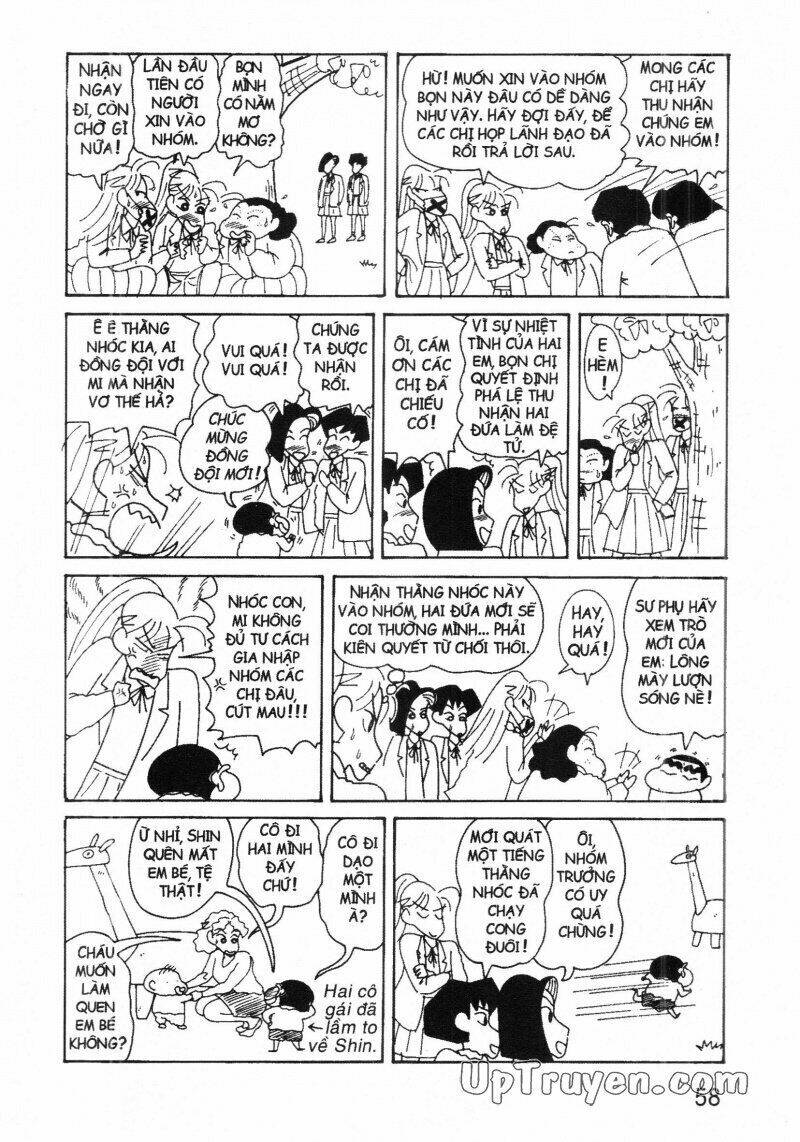 MONG CÁC
CHỊ HÃY
THU NHẬN
CHÚNG EM
VÀO NHÓM!
HỪ! MUỐN XIN VÀO NHÓM
BỌN NÀY ĐÂU CÓ DỄ DÀNG
NHƯ VẬY. HÃY ĐỢI ĐẤY, ĐỂ
CÁC CHỊ HỌP LÃNH ĐẠO ĐÃ
RỒI TRẢ LỜI SAU.
BỌN
MÌNH
CÓ NẰM
MƠ
KHÔNG?
LẦN ĐẦU
TIÊN CÓ
NGƯỜI
XIN VÀO
NHÓM.
NHẬN
NGAY
ĐI, CÒN
CHỜ GÌ
NỮA!
E
HÈM!
VÌ SỰ NHIỆT
TÌNH CỦA HAI
EM, BỌN CHỊ
QUYẾT ĐỊNH
PHÁ LỆ THU
NHẬN HAI
ĐỨA LÀM ĐỆ
TỬ.
ÔI, CÁM
ƠN CÁC
CHỊ ĐÃ
CHIẾU
CỐ!
CHÚNG
TA ĐƯỢC
NHẬN
RỒI.
VUI QUÁ!
VUI QUÁ!
CHÚC
MỪNG
ĐỒNG
ĐỘI MỚI!
Ê Ê THẰNG
NHÓC KIA, AI
ĐỒNG ĐỘI VỚI
MI MÀ NHẬN
VƠ THẾ HẢ?
SƯ PHỤ HÃY
XEM TRÒ
MỚI CỦA
EM: LÔNG
MÀY LƯỢN
SÓNG NÈ!
HAY,
HAY
QUÁ!
NHẬN THẰNG NHÓC NÀY
VÀO NHÓM, HAI ĐỨA MỚI SẼ
COI THƯỜNG MÌNH... PHẢI
KIÊN QUYẾT TỪ CHỐI THÔI.
NHÓC CON,
MI KHÔNG
ĐỦ TƯ CÁCH
GIA NHẬP
NHÓM CÁC
CHỊ ĐÂU,
CÚT MAU!!!
ÔI,
NHÓM
TRƯỞNG
CÓ UY
QUÁ
CHỪNG!
MỚI QUÁT
MỘT TIẾNG
THẰNG
NHÓC ĐÃ
CHẠY
CONG
ĐUÔI!
CÔ ĐI
DẠO
MỘT
MÌNH
À?
CÔ ĐI
HAI MÌNH
ĐẤY
CHỨ!
Ừ NHỈ, SHIN
QUÊN MẤT
EM BÉ, TỆ
THẬT!
CHÁU
MUỐN
LÀM
QUEN
EM BÉ
KHÔNG?
Hai cô
gái đã
lầm to
về Shin.
UpTruyen.com
58